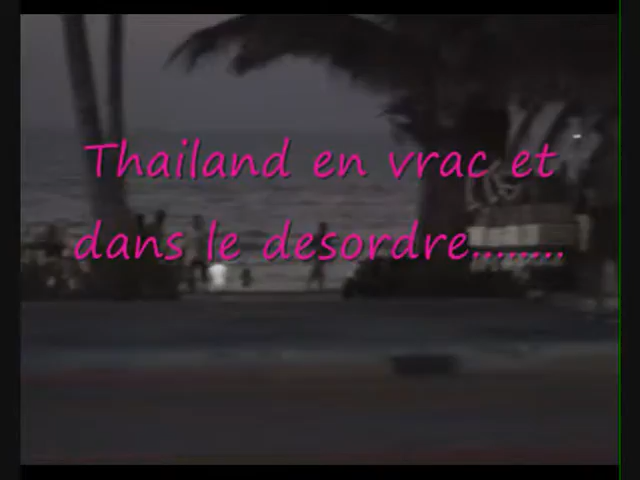 Thailand en vrac et
dans le desordre........